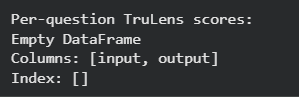 Per-question TruLens scores:
Empty DataFrame
Columns: [input, output]
Index: []